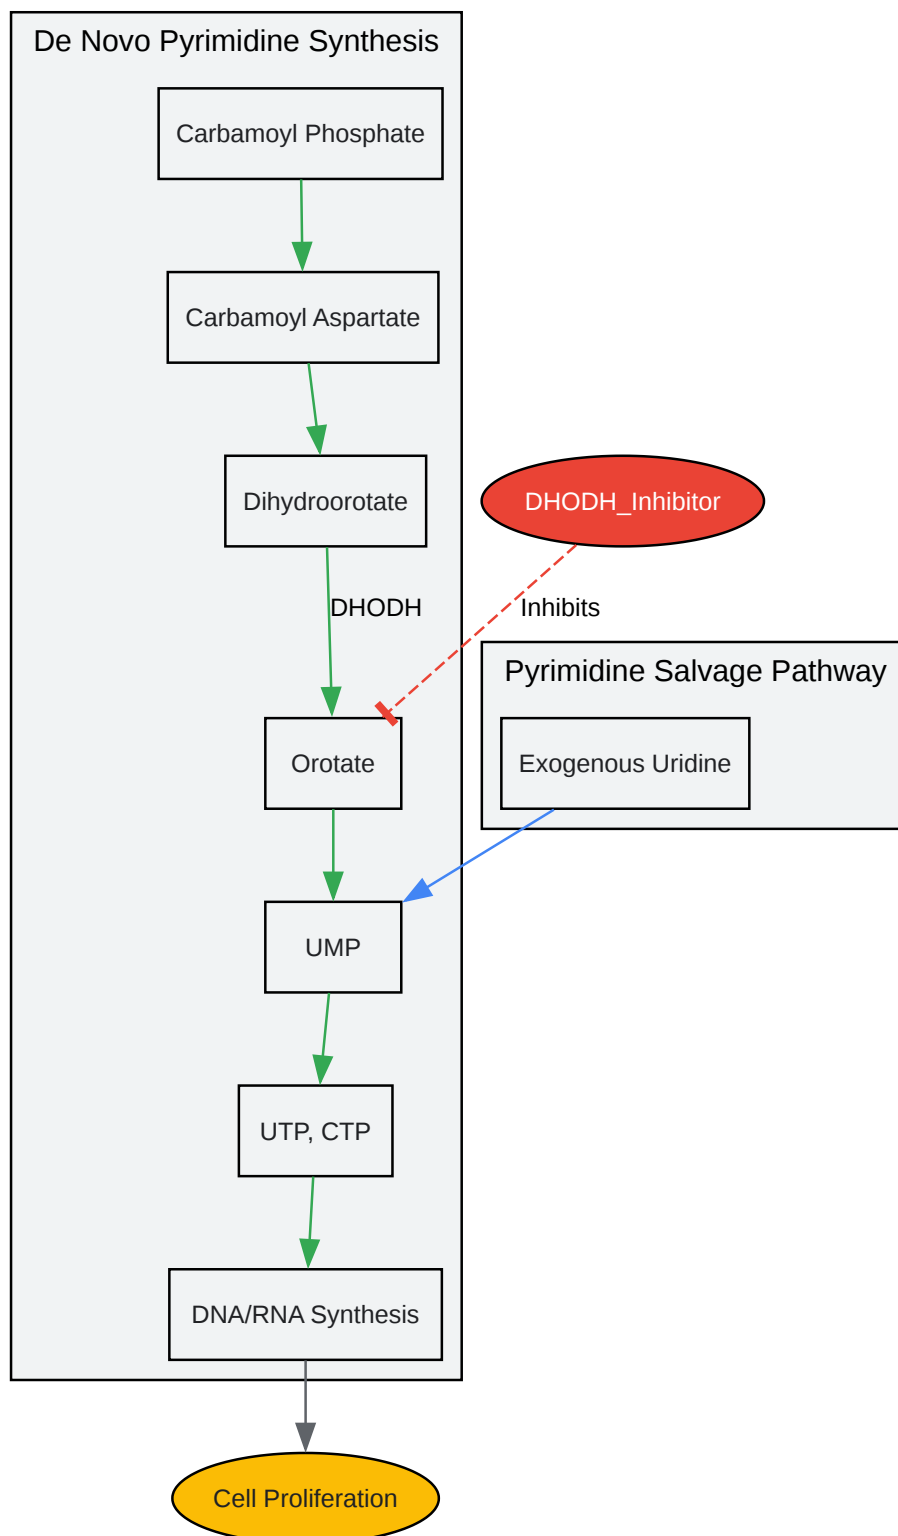 De Novo Pyrimidine Synthesis
Carbamoyl Phosphate
Carbamoyl Aspartate
Dihydroorotate
DHODH_Inhibitor
DHODH
Inhibits
Pyrimidine Salvage Pathway
Orotate
Exogenous Uridine
UMP
UTP, CTP
DNA/RNA Synthesis
Cell Proliferation